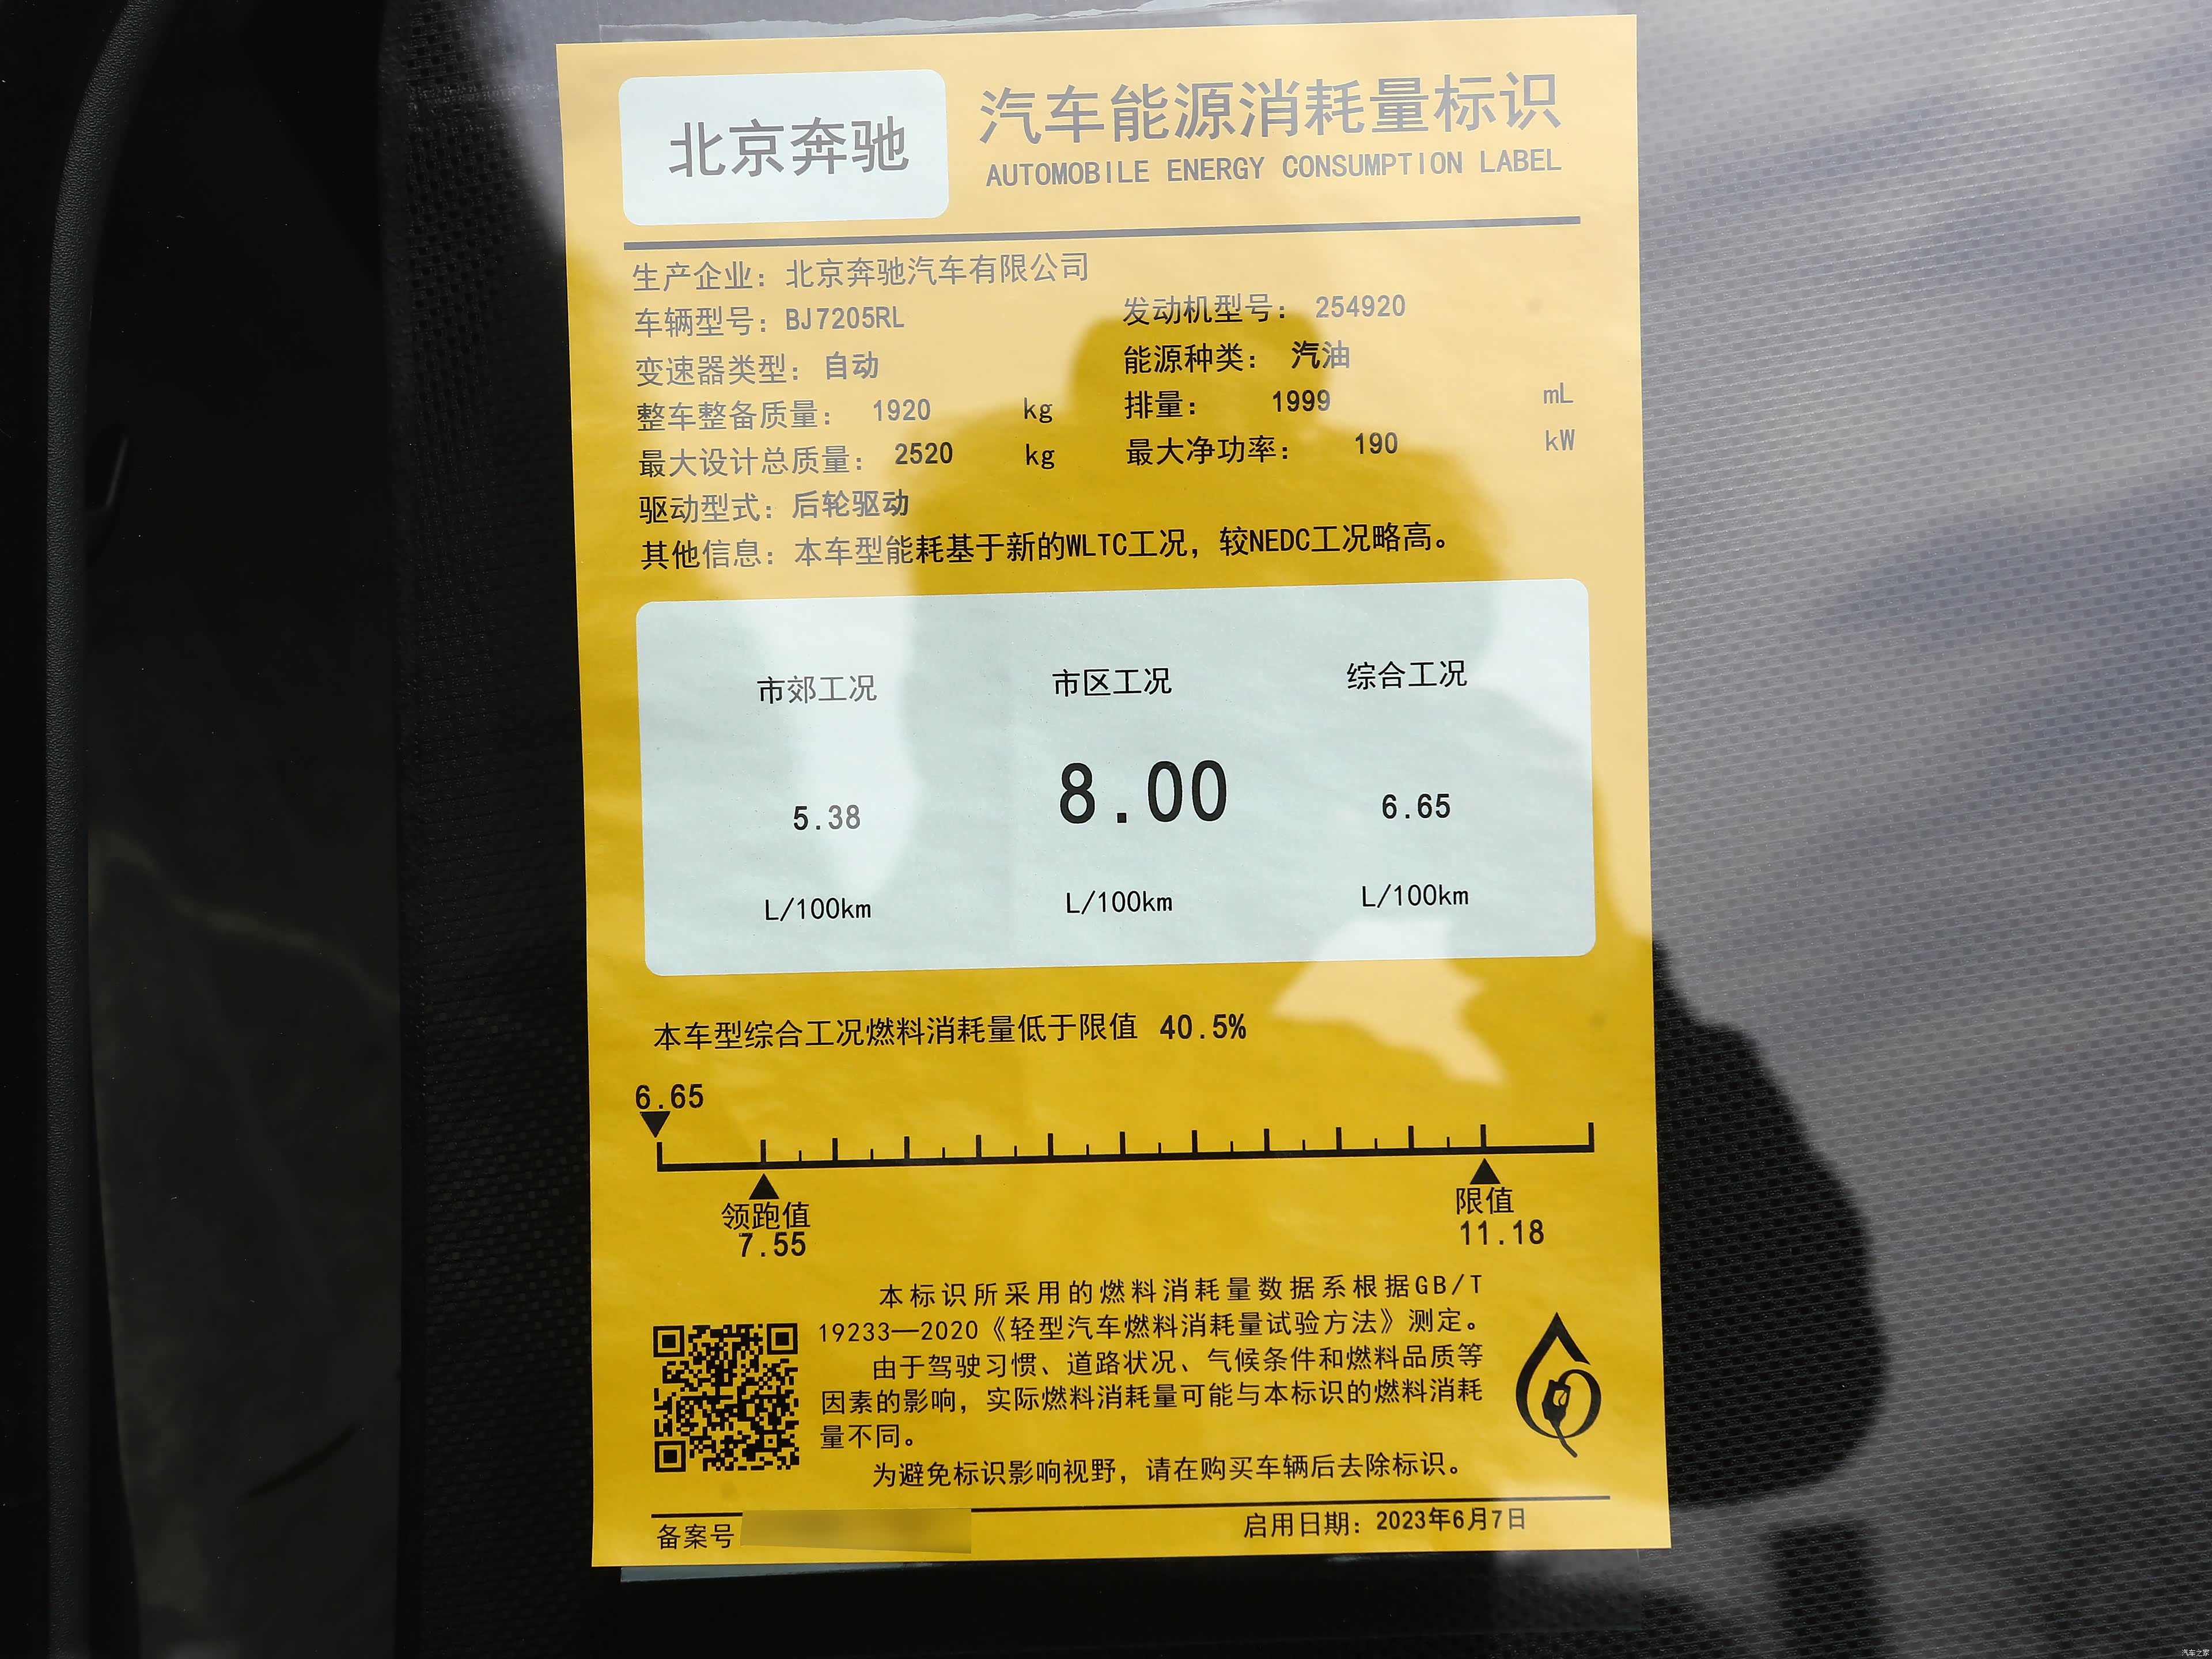 北京奔驰
汽车能源消耗量标识
AUTOMOBILE ENERGY CONSUMPTION LABEL
生产企业：北京奔驰汽车有限公司
车辆型号：BJ7205RL 发动机型号：254920
变速器类型：自动 能源种类：汽油
整车整备质量：1920 kg 排量：1999 mL
最大设计总质量：2520 kg 最大净功率：190 kW
驱动型式：后轮驱动
其他信息：本车型能耗基于新的WLTC工况，较NEDC工况略高。
市郊工况 市区工况 综合工况
5.38 8.00 6.65
L/100km L/100km L/100km
本车型综合工况燃料消耗量低于限值 40.5%
6.65
领跑值 限值
7.55 11.18
本标识所采用的燃料消耗量数据系根据GB/T
19233—2020《轻型汽车燃料消耗量试验方法》测定。
由于驾驶习惯、道路状况、气候条件和燃料品质等
因素的影响，实际燃料消耗量可能与本标识的燃料消耗
量不同。
为避免标识影响视野，请在购买车辆后去除标识。
备案号 启用日期：2023年6月7日
汽车之家